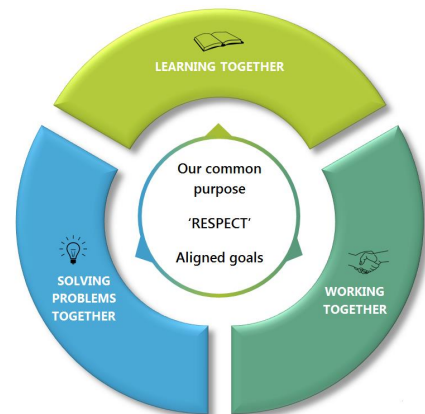 LEARNING TOGETHER
Our common
purpose
‘RESPECT’
Aligned goals
SOLVING
PROBLEMS
TOGETHER
WORKING
TOGETHER